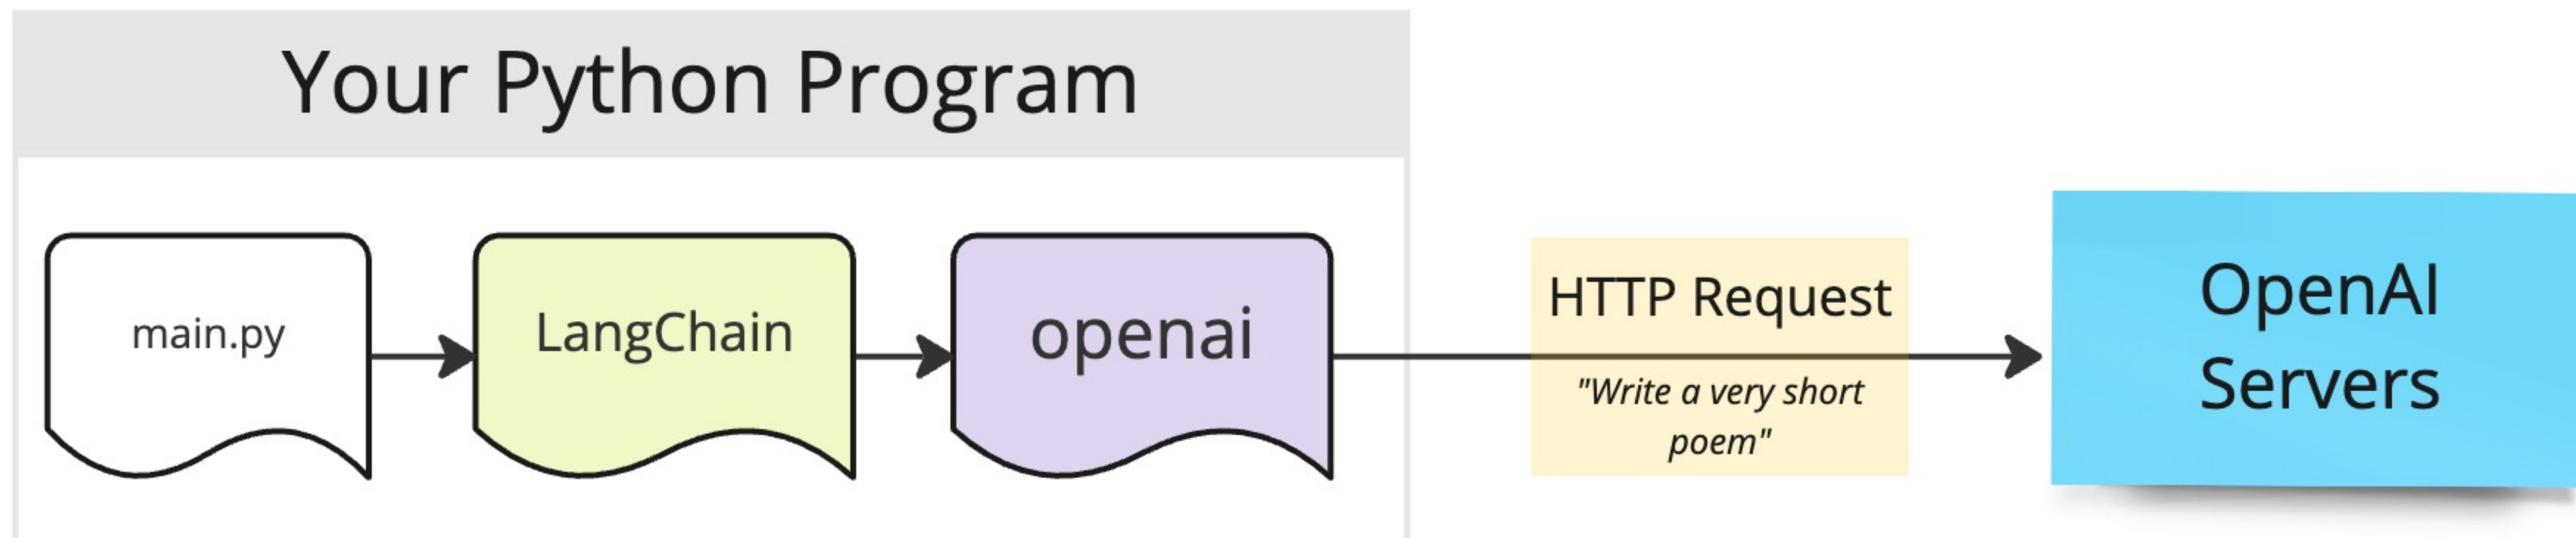 Your Python Program
main.py
LangChain
openai
HTTP Request
"Write a very short
poem"
OpenAI
Servers